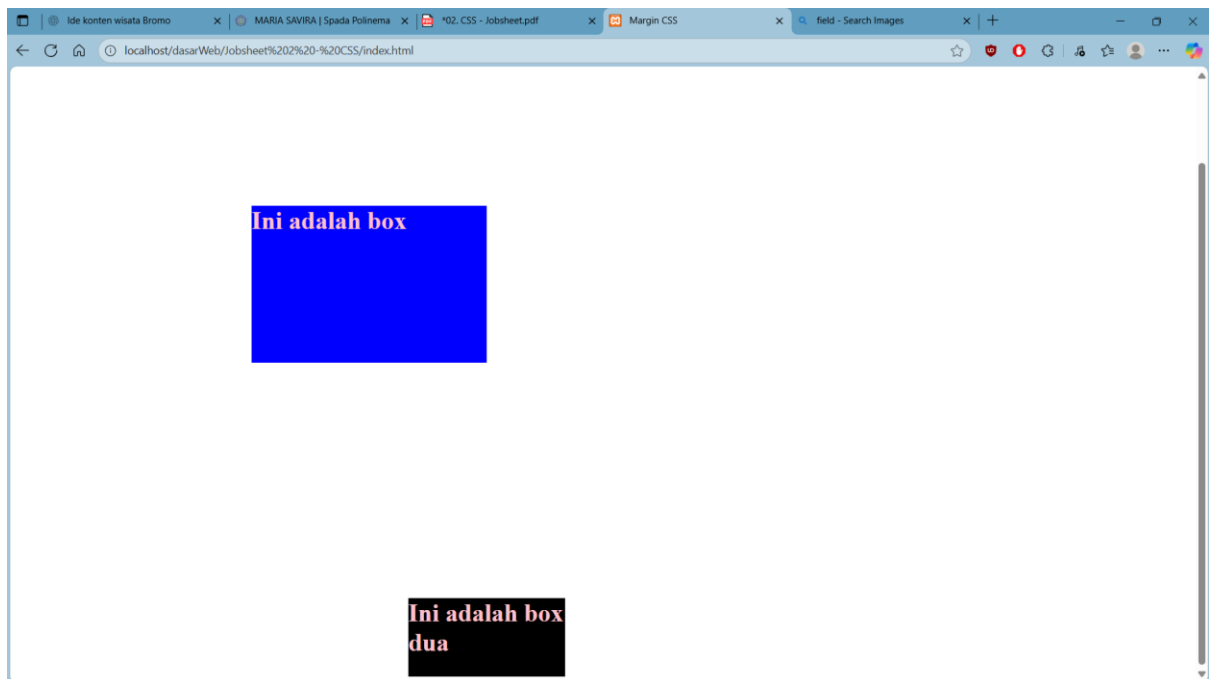 Ide konten wisata Bromo
MARIA SAVIRA | Spada Polinema
*02. CSS - Jobsheet.pdf
Margin CSS
field - Search Images
localhost/dasarWeb/Jobsheet%202%20-%20CSS/index.html
Ini adalah box
Ini adalah box
dua